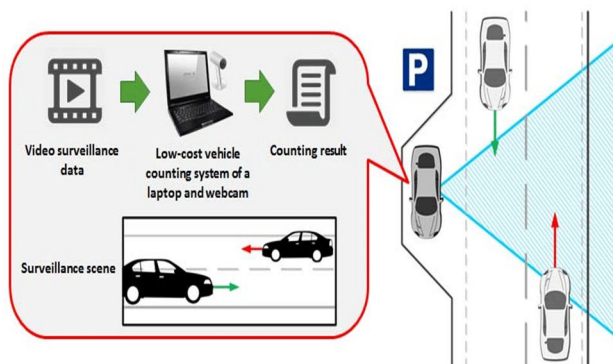 P
Video surveillance
data
Low-cost vehicle
counting system of a
laptop and webcam
Counting result
Surveillance scene